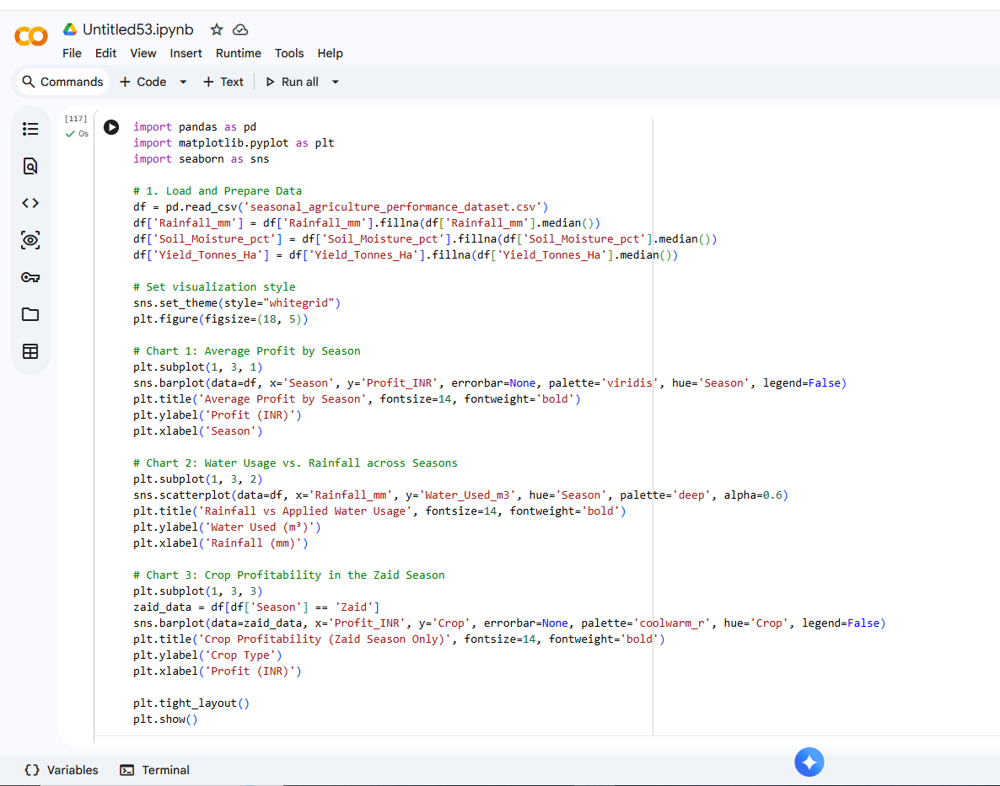 Untitled53.ipynb
File Edit View Insert Runtime Tools Help
Commands + Code + Text Run all
[117]
0s
import pandas as pd
import matplotlib.pyplot as plt
import seaborn as sns
# 1. Load and Prepare Data
df = pd.read_csv('seasonal_agriculture_performance_dataset.csv')
df['Rainfall_mm'] = df['Rainfall_mm'].fillna(df['Rainfall_mm'].median())
df['Soil_Moisture_pct'] = df['Soil_Moisture_pct'].fillna(df['Soil_Moisture_pct'].median())
df['Yield_Tonnes_Ha'] = df['Yield_Tonnes_Ha'].fillna(df['Yield_Tonnes_Ha'].median())
# Set visualization style
sns.set_theme(style="whitegrid")
plt.figure(figsize=(18, 5))
# Chart 1: Average Profit by Season
plt.subplot(1, 3, 1)
sns.barplot(data=df, x='Season', y='Profit_INR', errorbar=None, palette='viridis', hue='Season', legend=False)
plt.title('Average Profit by Season', fontsize=14, fontweight='bold')
plt.ylabel('Profit (INR)')
plt.xlabel('Season')
# Chart 2: Water Usage vs. Rainfall across Seasons
plt.subplot(1, 3, 2)
sns.scatterplot(data=df, x='Rainfall_mm', y='Water_Used_m3', hue='Season', palette='deep', alpha=0.6)
plt.title('Rainfall vs Applied Water Usage', fontsize=14, fontweight='bold')
plt.ylabel('Water Used (m³)')
plt.xlabel('Rainfall (mm)')
# Chart 3: Crop Profitability in the Zaid Season
plt.subplot(1, 3, 3)
zaid_data = df[df['Season'] == 'Zaid']
sns.barplot(data=zaid_data, x='Profit_INR', y='Crop', errorbar=None, palette='coolwarm_r', hue='Crop', legend=False)
plt.title('Crop Profitability (Zaid Season Only)', fontsize=14, fontweight='bold')
plt.ylabel('Crop Type')
plt.xlabel('Profit (INR)')
plt.tight_layout()
plt.show()
Variables Terminal